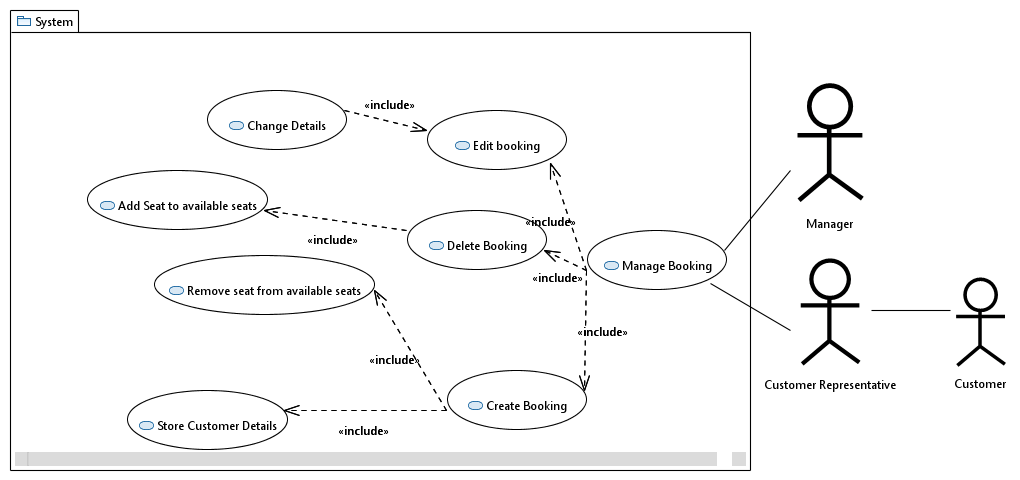 System
«include»
Change Details
Edit booking
Add Seat to available seats
«include»
Manager
«include»
Delete Booking
Manage Booking
«include»
Remove seat from available seats
«include»
«include»
Customer Representative
Customer
Create Booking
Store Customer Details
«include»